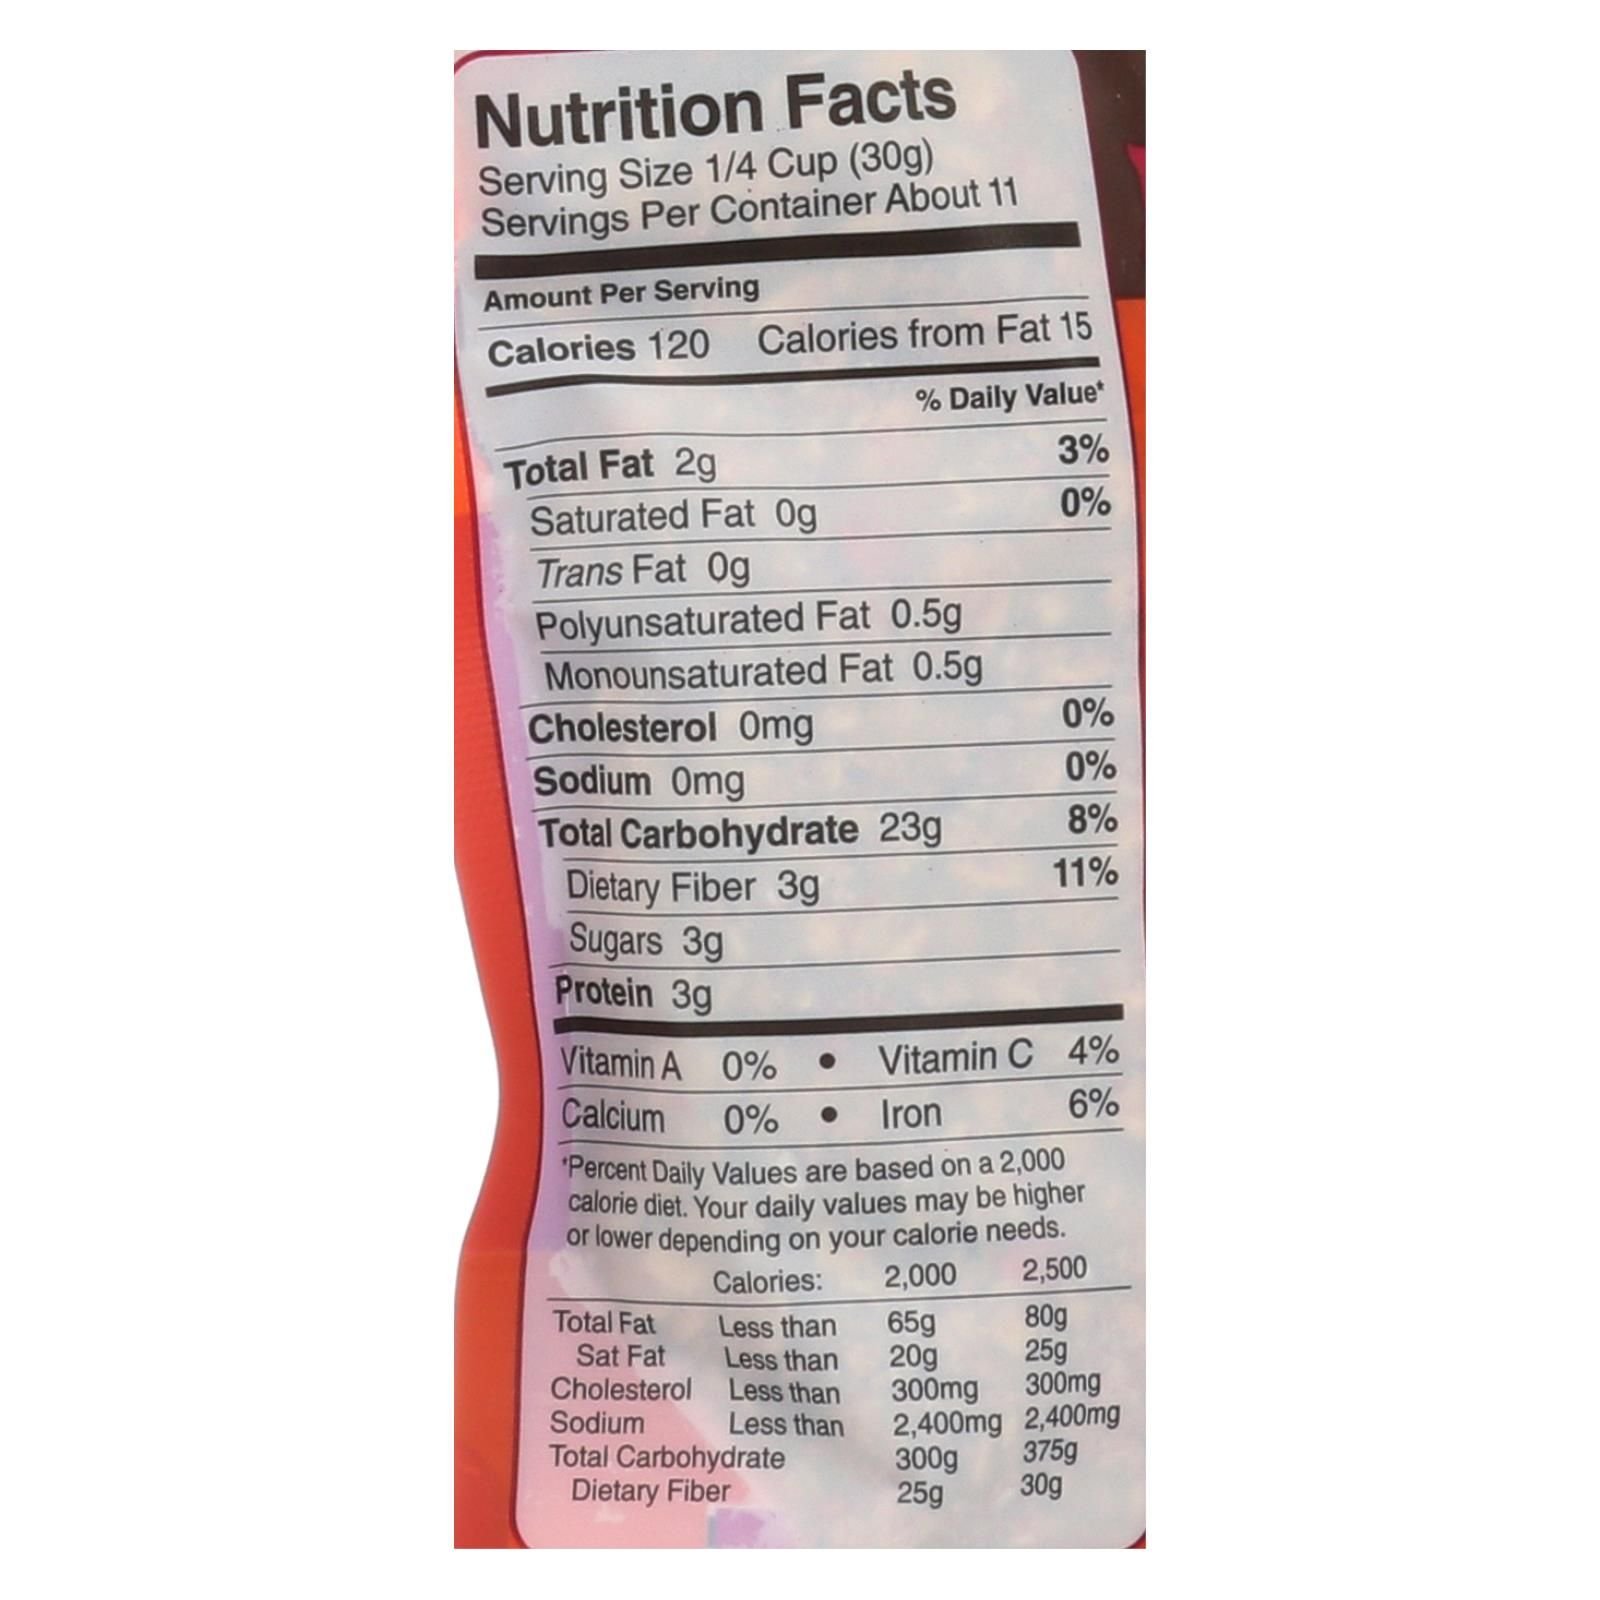 Nutrition Facts
Serving Size 1/4 Cup (30g)
Servings Per Container About 11
Amount Per Serving
Calories 120 Calories from Fat 15
% Daily Value*
Total Fat 2g 3%
Saturated Fat 0g 0%
Trans Fat 0g
Polyunsaturated Fat 0.5g
Monounsaturated Fat 0.5g
Cholesterol 0mg 0%
Sodium 0mg 0%
Total Carbohydrate 23g 8%
Dietary Fiber 3g 11%
Sugars 3g
Protein 3g
Vitamin A 0% • Vitamin C 4%
Calcium 0% • Iron 6%
*Percent Daily Values are based on a 2,000
calorie diet. Your daily values may be higher
or lower depending on your calorie needs.
Calories: 2,000 2,500
Total Fat Less than 65g 80g
Sat Fat Less than 20g 25g
Cholesterol Less than 300mg 300mg
Sodium Less than 2,400mg 2,400mg
Total Carbohydrate 300g 375g
Dietary Fiber 25g 30g